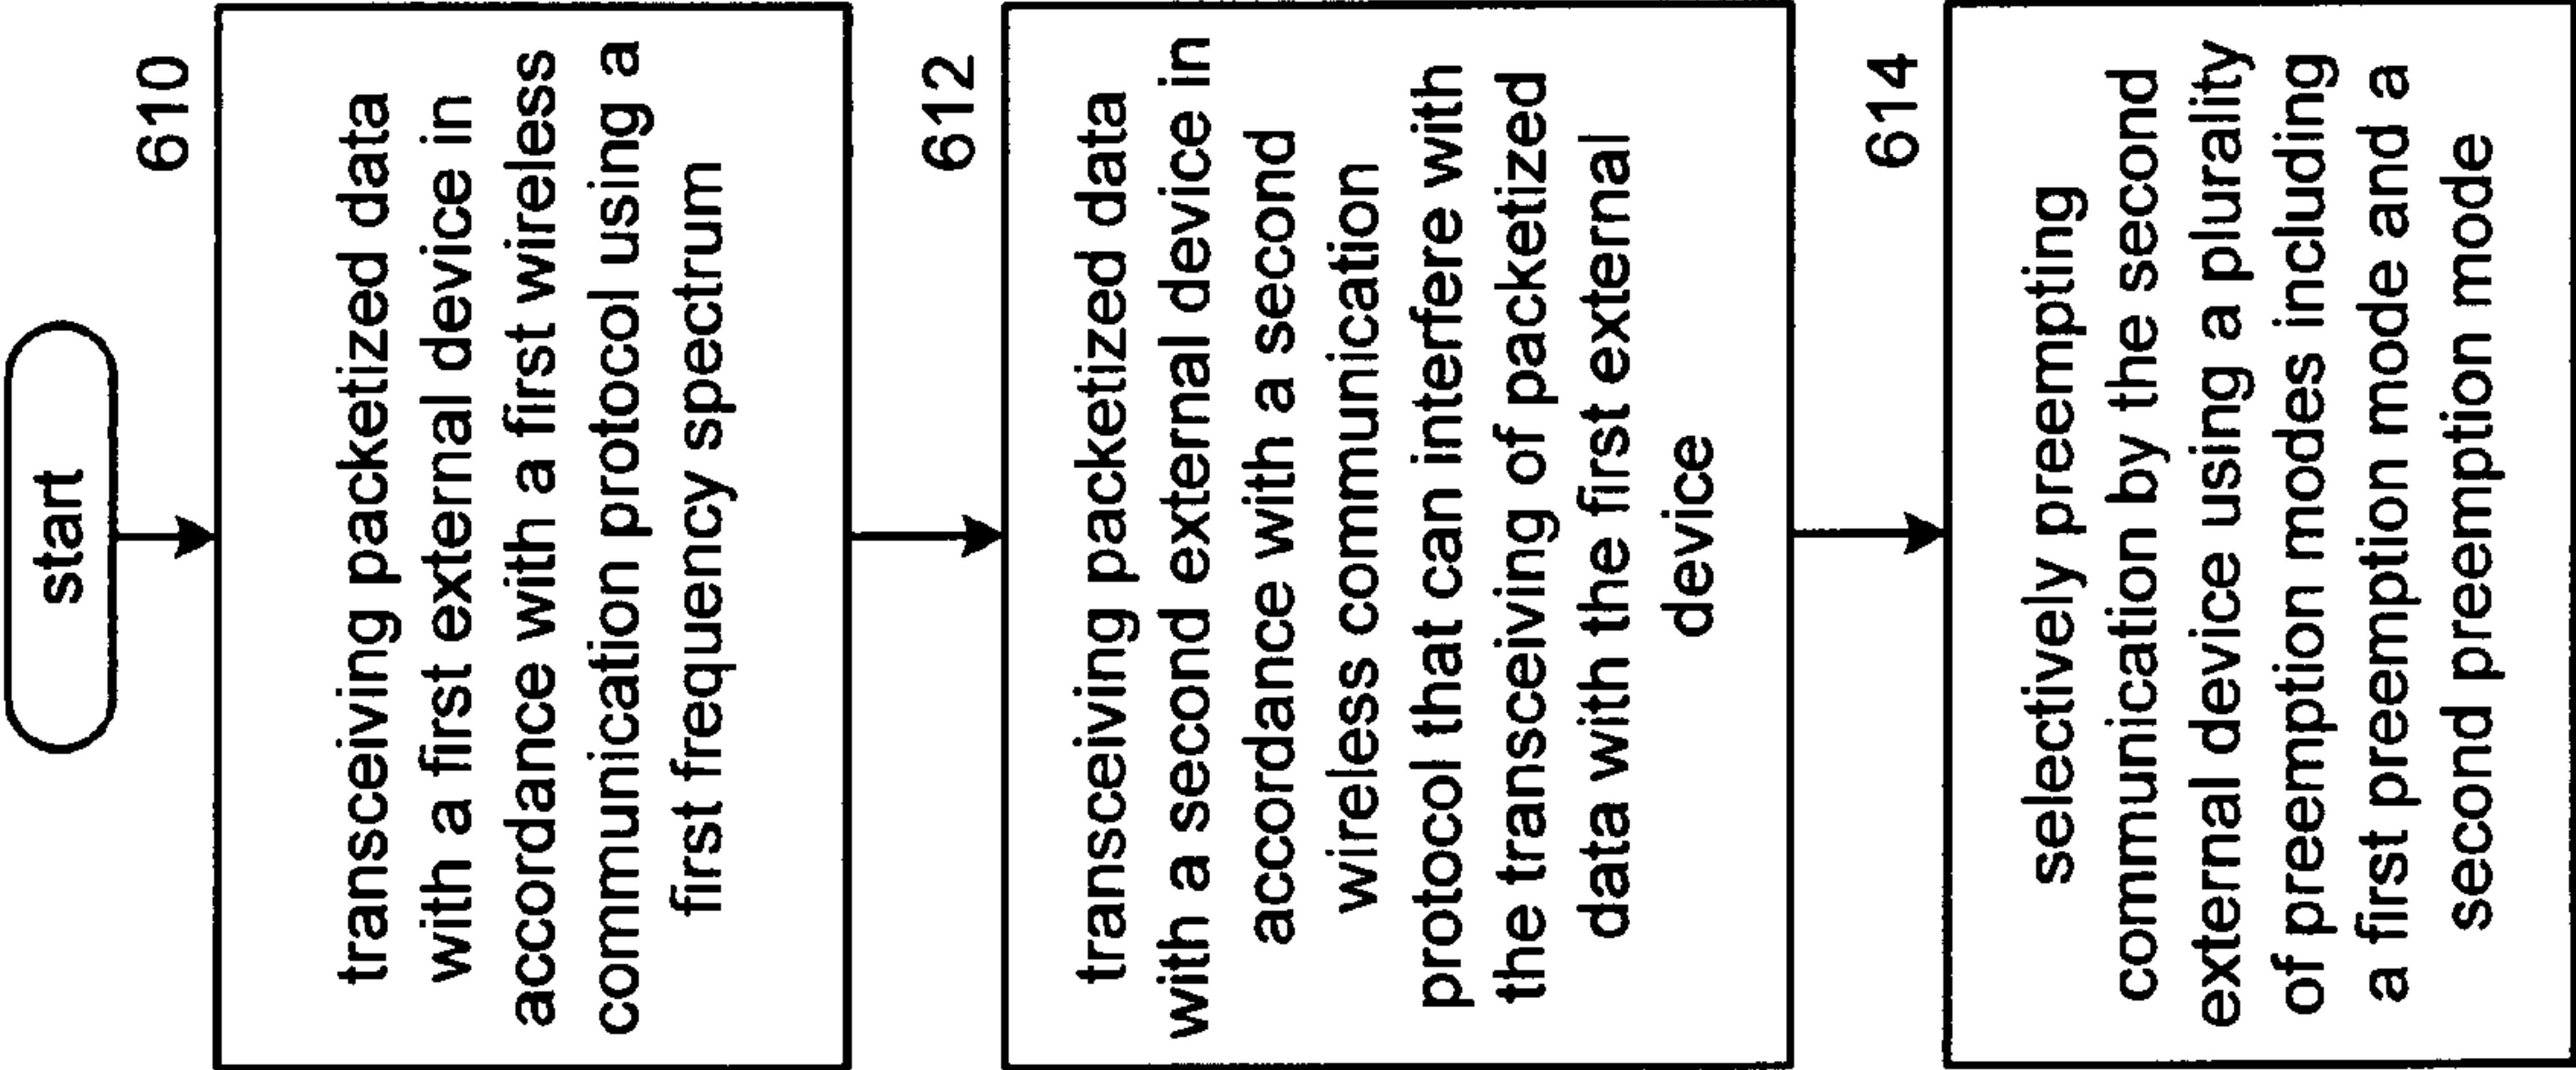 start
610
transceiving packetized data
with a first external device in
accordance with a first wireless
communication protocol using a
first frequency spectrum
612
transceiving packetized data
with a second external device in
accordance with a second
wireless communication
protocol that can interfere with
the transceiving of packetized
data with the first external
device
614
selectively preempting
communication by the second
external device using a plurality
of preemption modes including
a first preemption mode and a
second preemption mode